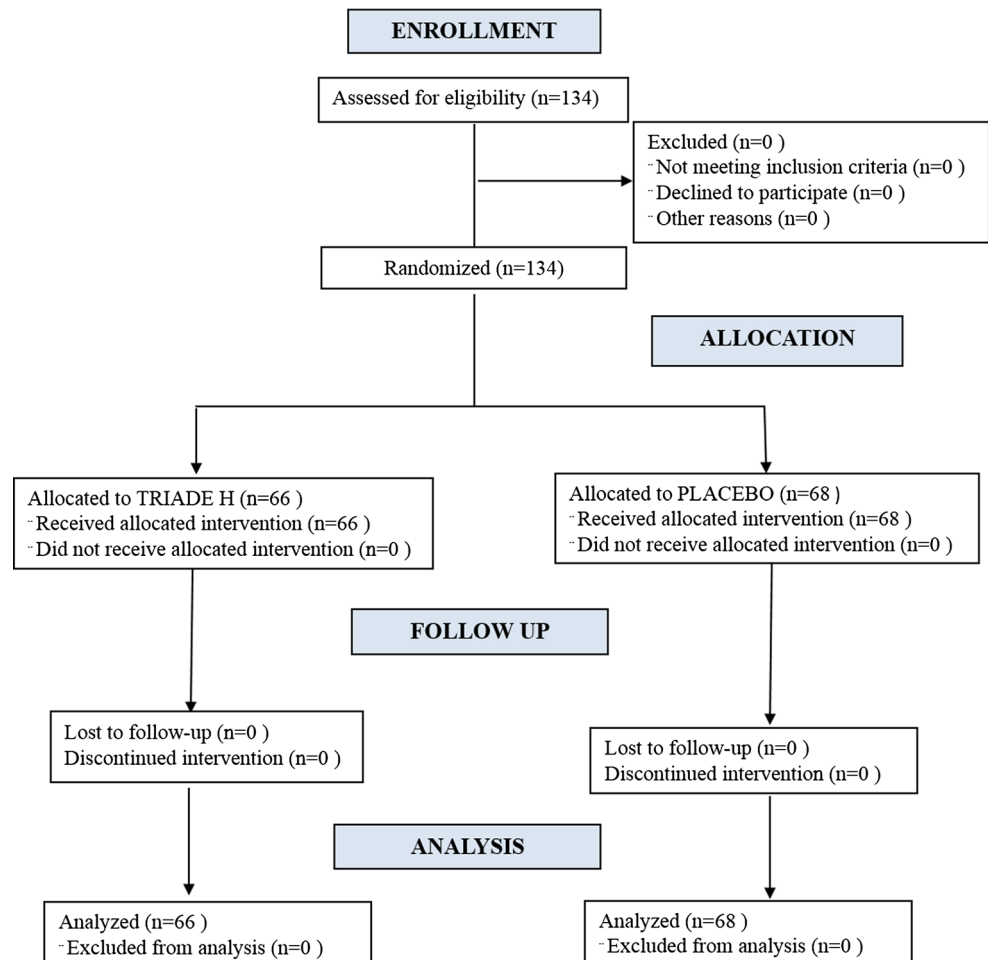 ENROLLMENT
Assessed for eligibility (n=134)
Excluded (n=0 )
¨Not meeting inclusion criteria (n=0 )
¨Declined to participate (n=0 )
¨Other reasons (n=0 )
Randomized (n=134)
ALLOCATION
Allocated to TRIADE H (n=66 )
¨Received allocated intervention (n=66 )
¨Did not receive allocated intervention (n=0 )
Allocated to PLACEBO (n=68 )
¨Received allocated intervention (n=68 )
¨Did not receive allocated intervention (n=0 )
FOLLOW UP
Lost to follow-up (n=0 )
Discontinued intervention (n=0 )
Lost to follow-up (n=0 )
Discontinued intervention (n=0 )
ANALYSIS
Analyzed (n=66 )
¨Excluded from analysis (n=0 )
Analyzed (n=68 )
¨Excluded from analysis (n=0 )